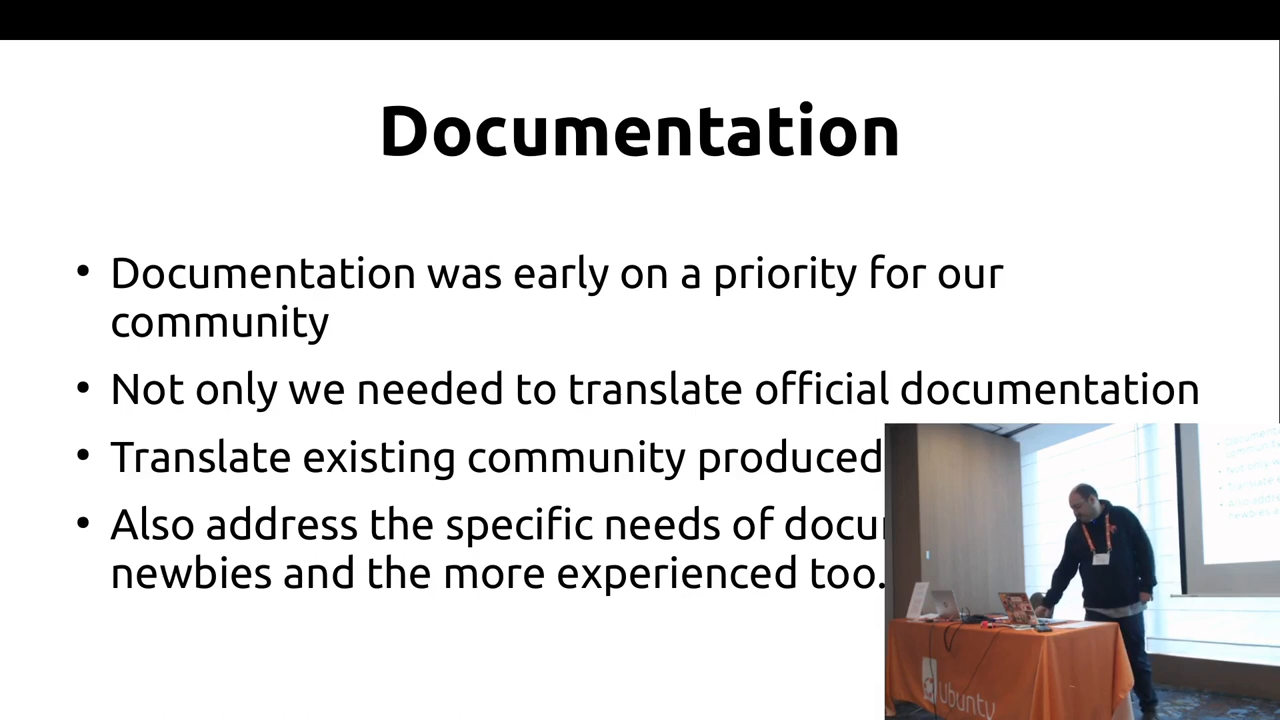 Documentation
• Documentation was early on a priority for our
community
• Not only we needed to translate official documentation
• Translate existing community produced
• Also address the specific needs of
newbies and the more experienced too.
ubuntu